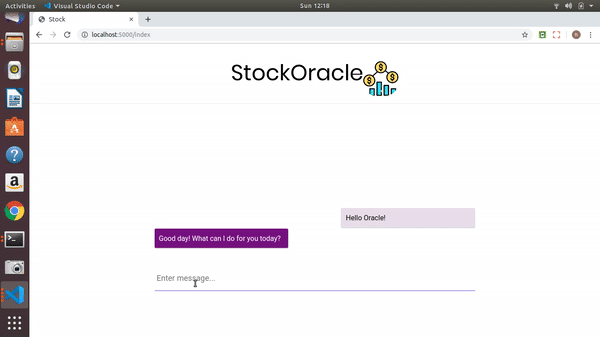 Activities
Visual Studio Code
Sun 12:18
Stock
localhost:5000/index
StockOracle
Hello Oracle!
Good day! What can I do for you today?
Enter message...